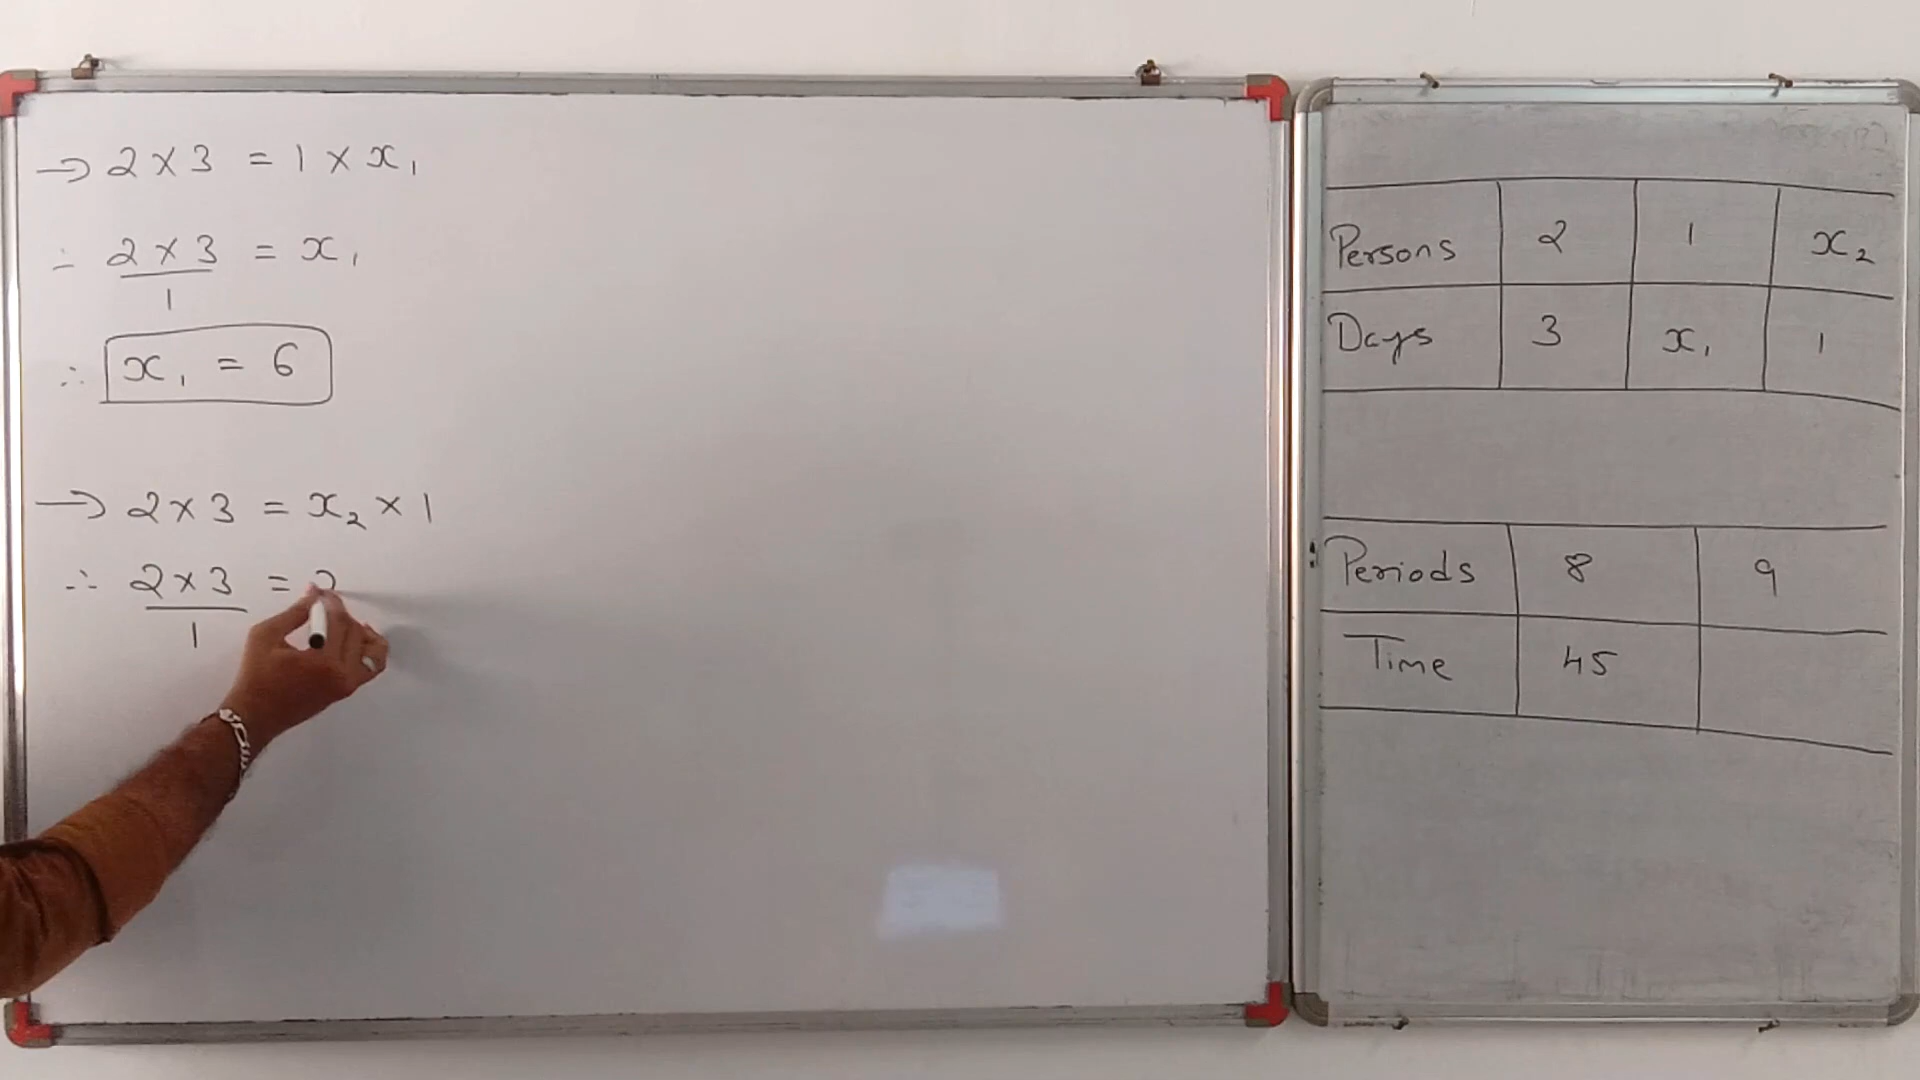 → 2 × 3 = 1 × x₁
∴ 2 × 3 / 1 = x₁
∴ x₁ = 6
→ 2 × 3 = x₂ × 1
∴ 2 × 3 / 1 =
Persons 2 1 x₂
Days 3 x₁ 1
Periods 8 9
Time 45